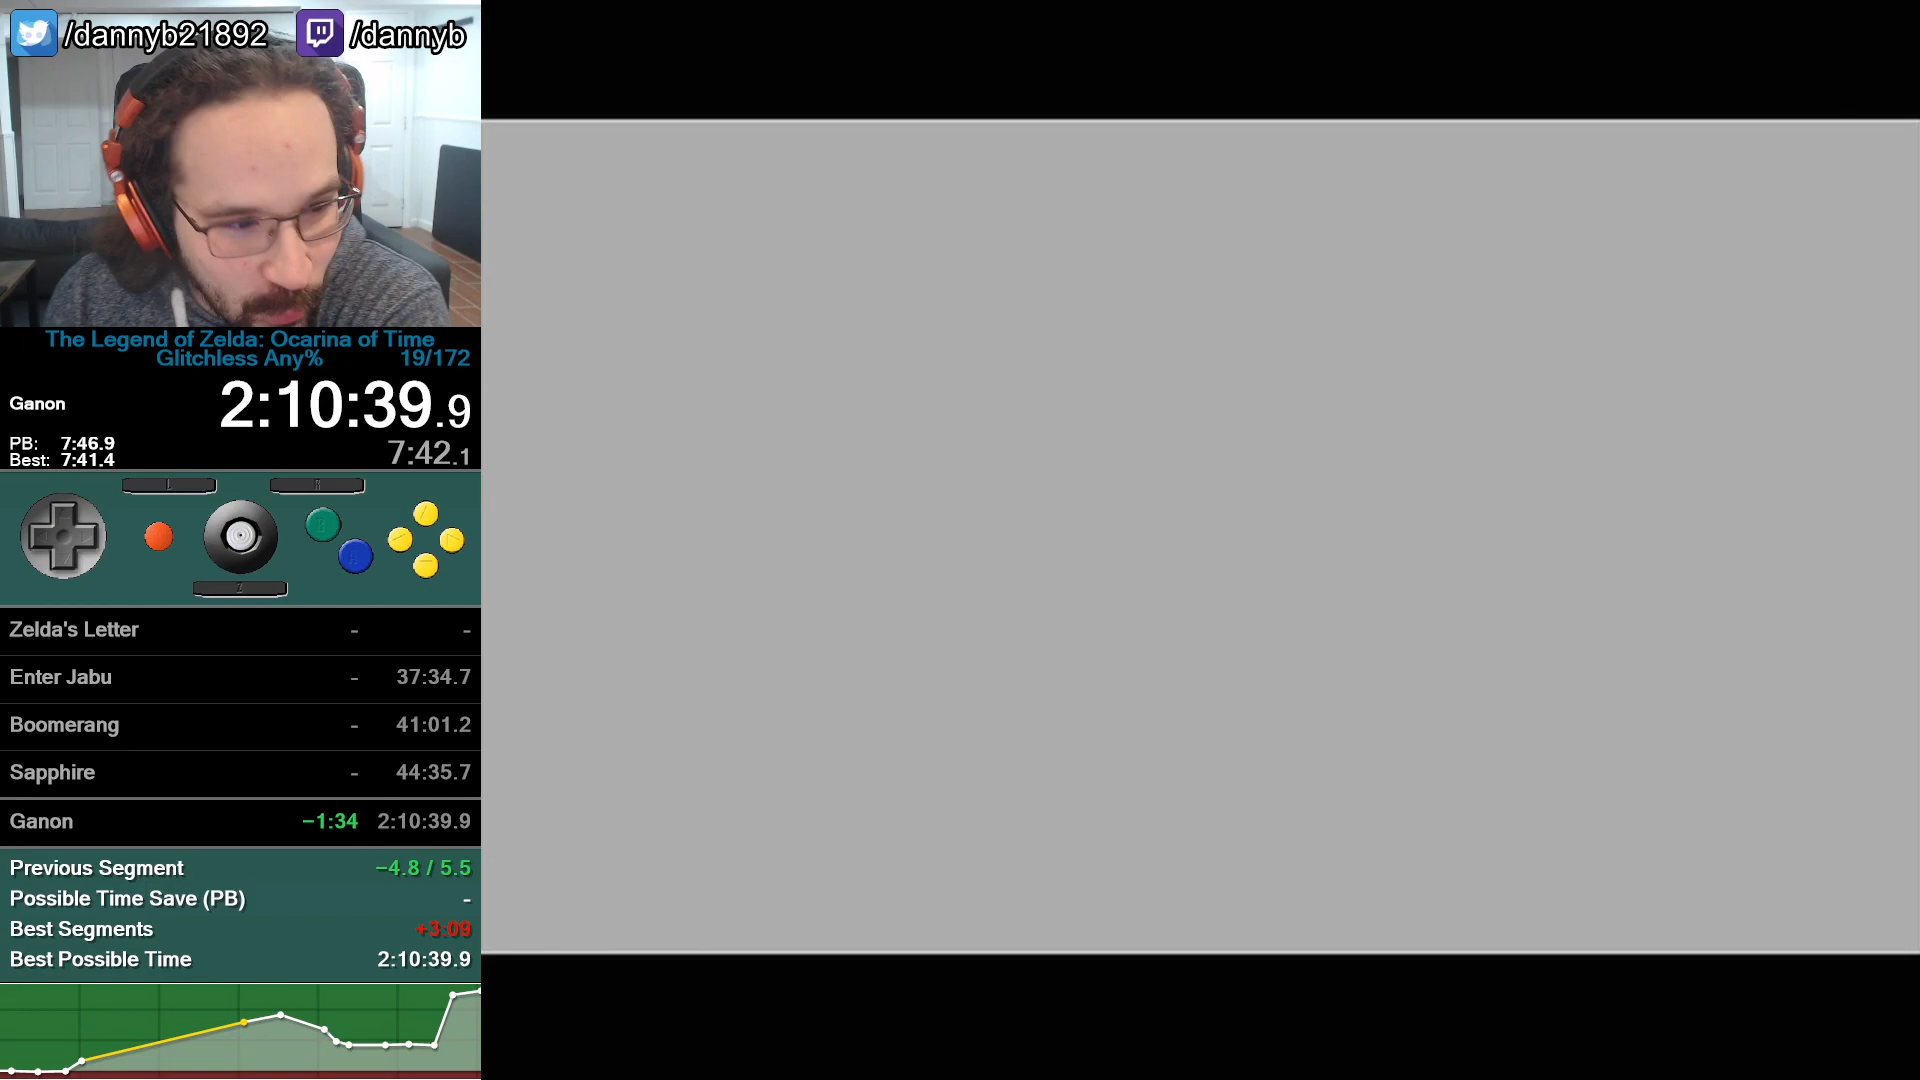 /dannyb21892 /dannyb
The Legend of Zelda: Ocarina of Time
Glitchless Any% 19/172
Ganon 2:10:39.9
PB: 7:46.9
Best: 7:41.4 7:42.1
L R
B
A
Z
Zelda's Letter - -
Enter Jabu - 37:34.7
Boomerang - 41:01.2
Sapphire - 44:35.7
Ganon −1:34 2:10:39.9
Previous Segment −4.8 / 5.5
Possible Time Save (PB) -
Best Segments +3:09
Best Possible Time 2:10:39.9